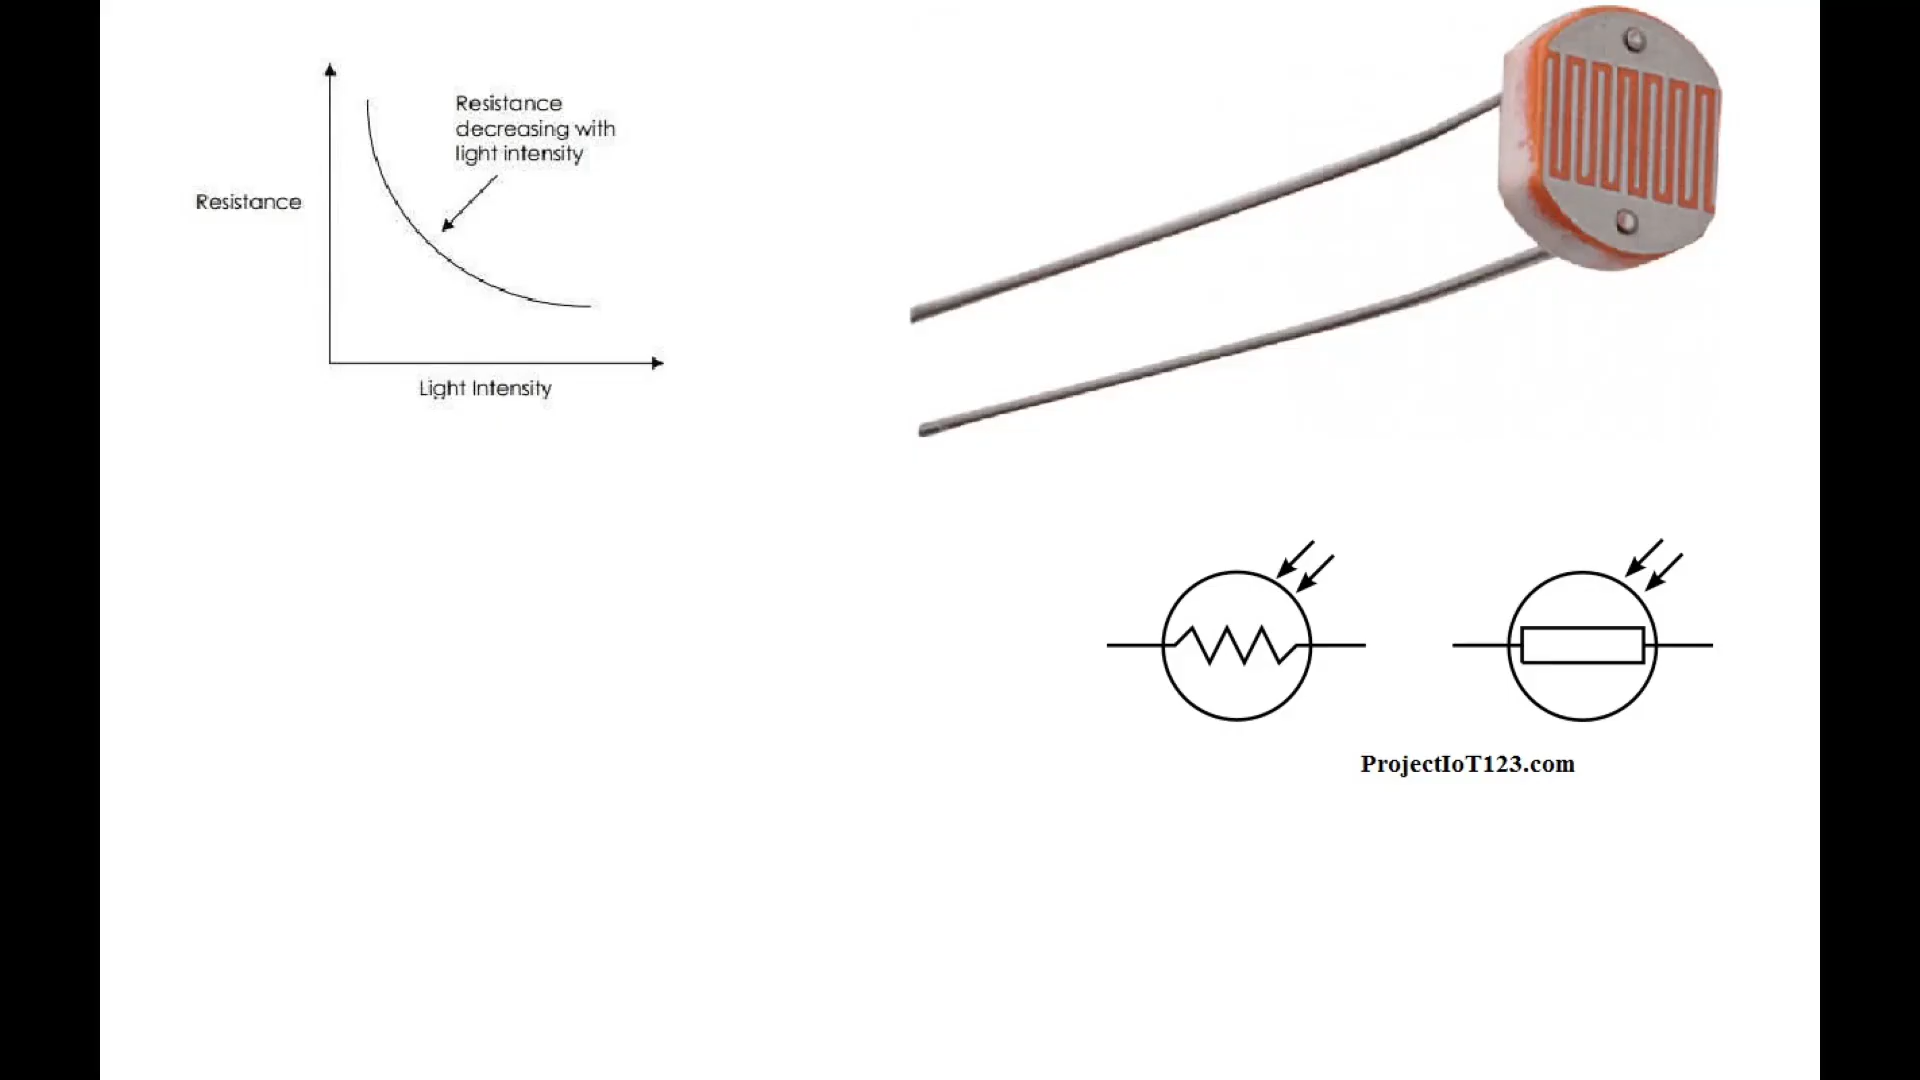 Resistance
decreasing with
light intensity
Resistance
Light Intensity
ProjectIoT123.com